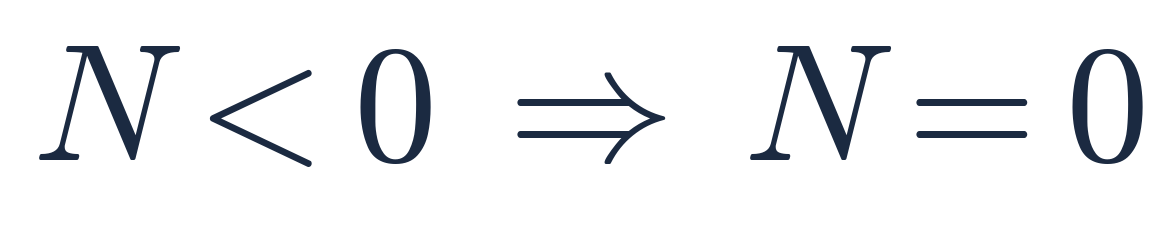 N < 0 ⇒ N = 0